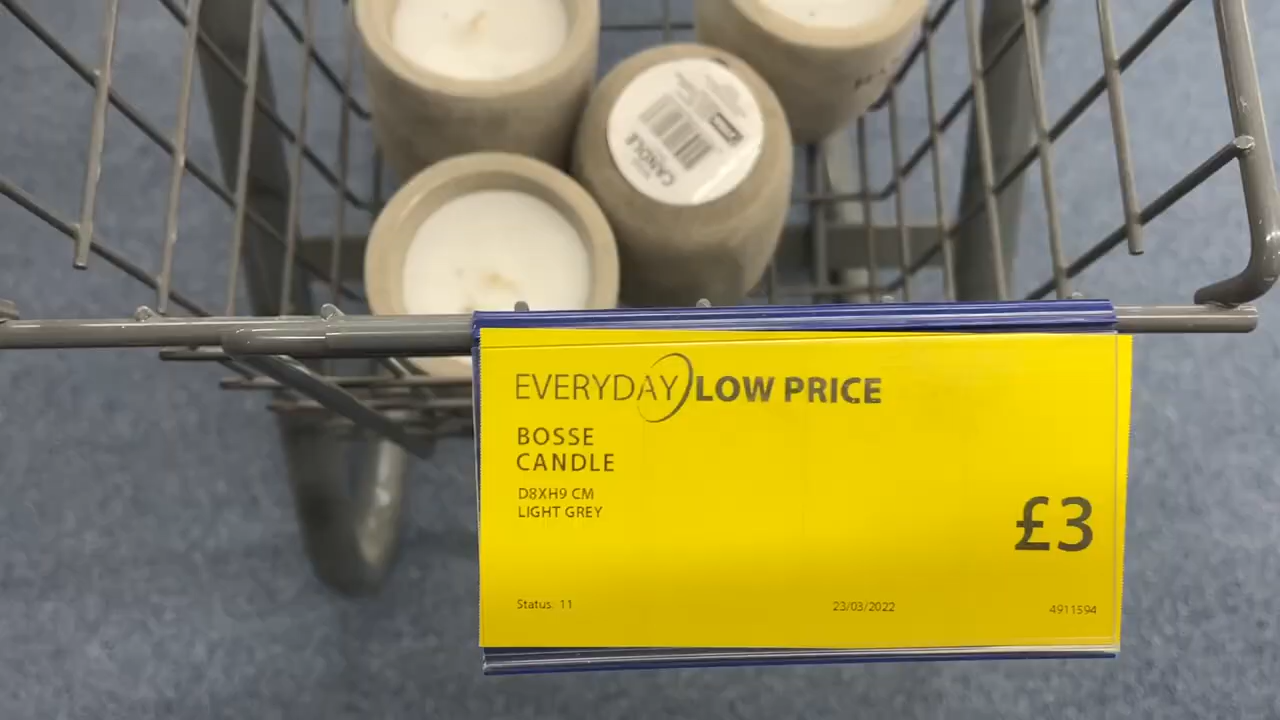 CANDLE
EVERYDAY LOW PRICE
BOSSE
CANDLE
D8XH9 CM
LIGHT GREY
£3
Status: 11
23/03/2022
4911594